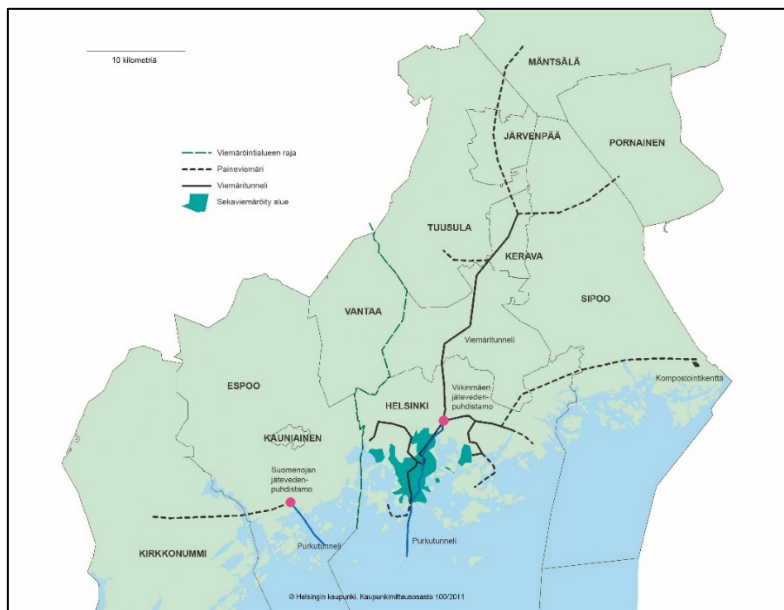 10 kilometriä
MÄNTSÄLÄ
JÄRVENPÄÄ
PORNAINEN
Viemäröintialueen raja
Paineviemäri
Viemäritunneli
Sekaviemäröity alue
TUUSULA
KERAVA
SIPOO
VANTAA
Viemäritunneli
Kompostointikenttä
ESPOO
HELSINKI
Viikinmäen
jäteveden-
puhdistamo
KAUNIAINEN
Suomenojan
jäteveden-
puhdistamo
KIRKKONUMMI
Purkutunneli
Purkutunneli
© Helsingin kaupunki. Kaupunkimittausosasto 100/2011